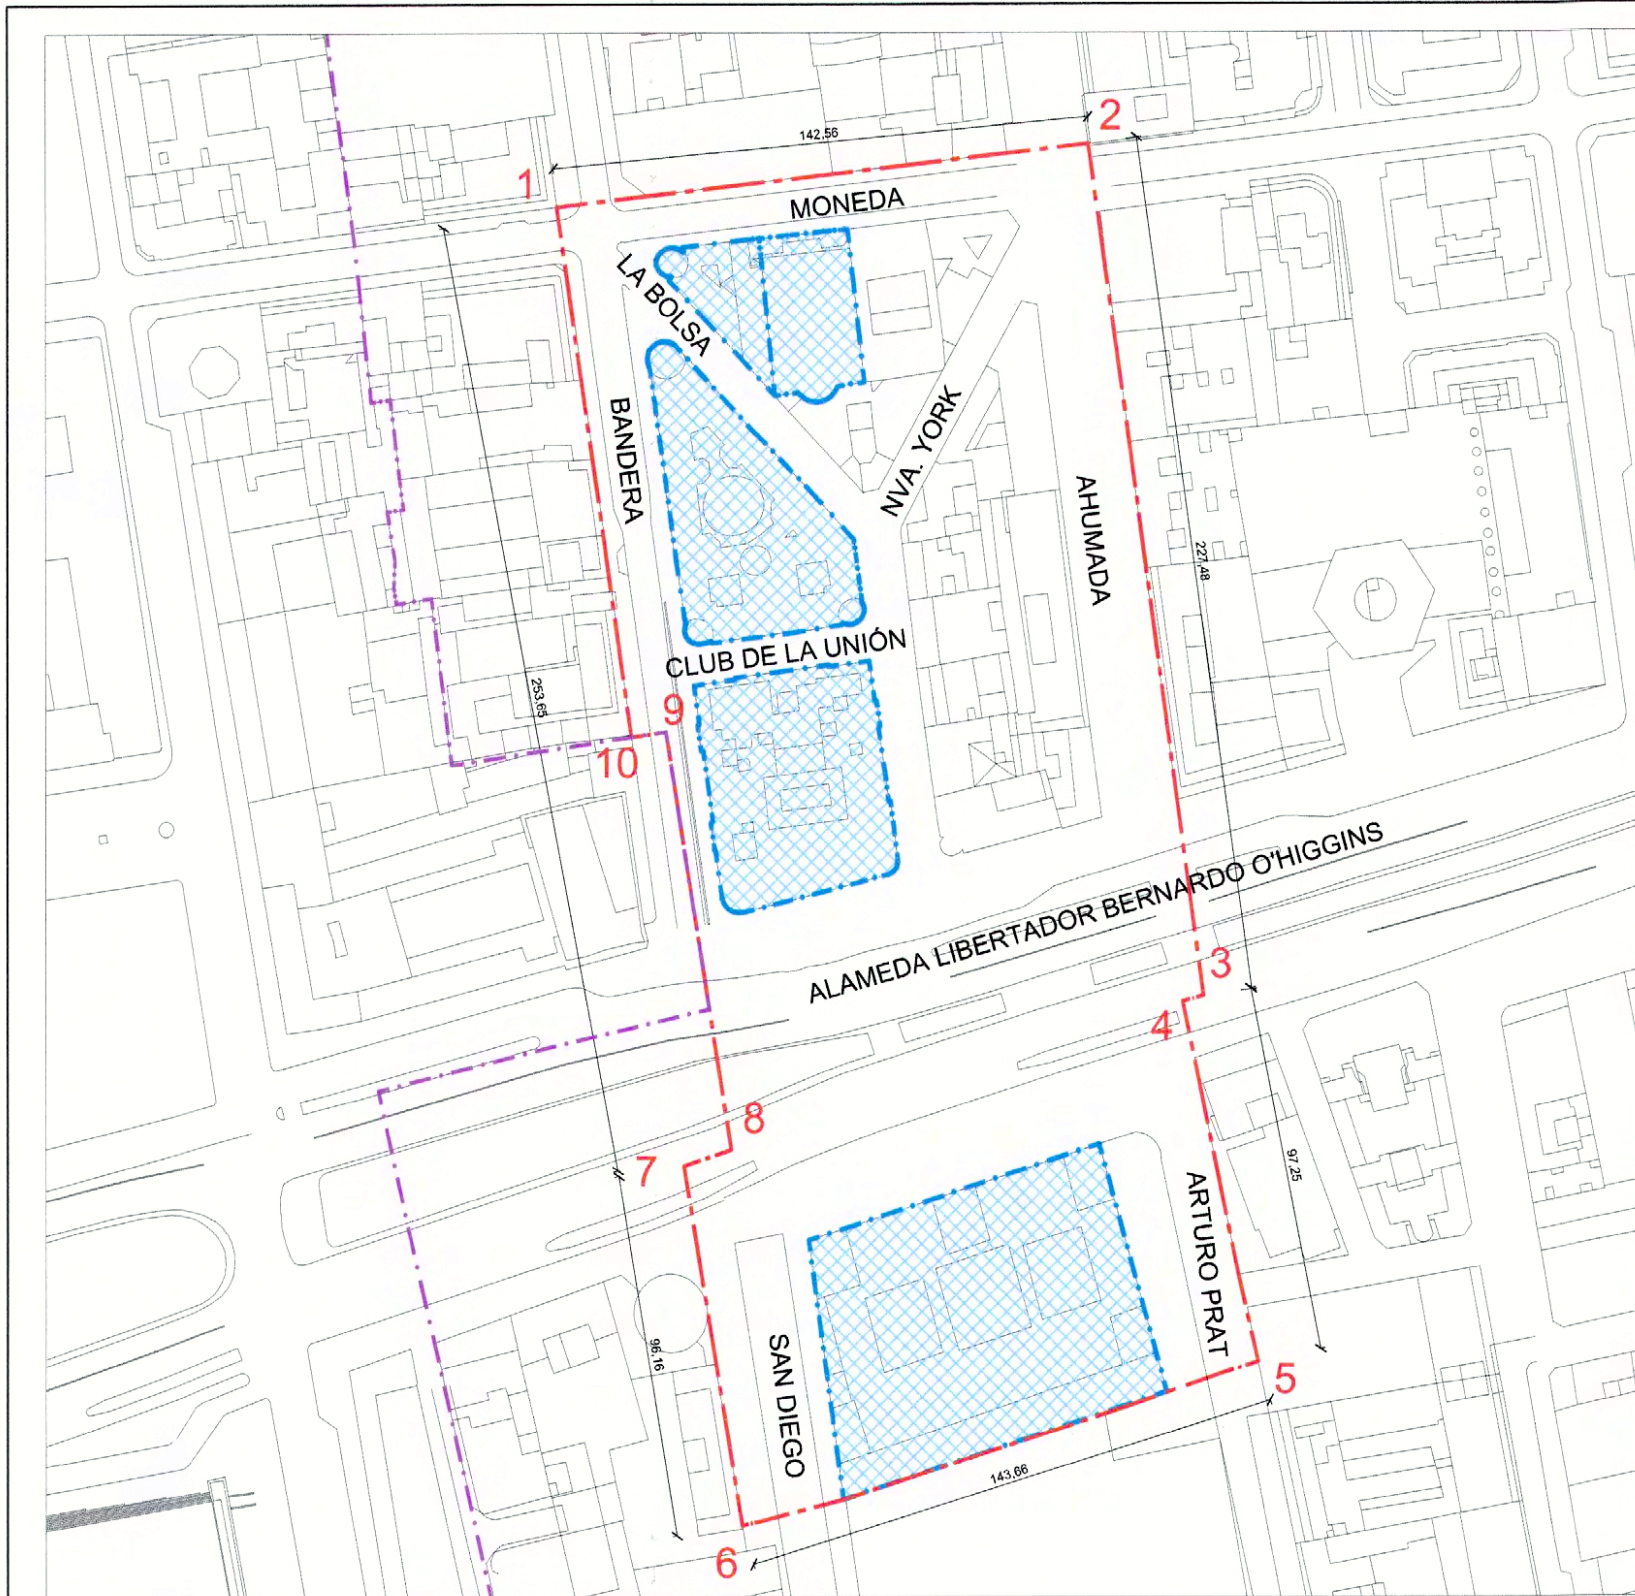 2
142,56
1
MONEDA
LA BOLSA
BANDERA
NVA. YORK
AHUMADA
227,48
CLUB DE LA UNIÓN
253,65
9
10
ALAMEDA LIBERTADOR BERNARDO O'HIGGINS
3
4
8
7
97,25
ARTURO PRAT
96,16
SAN DIEGO
5
143,66
6